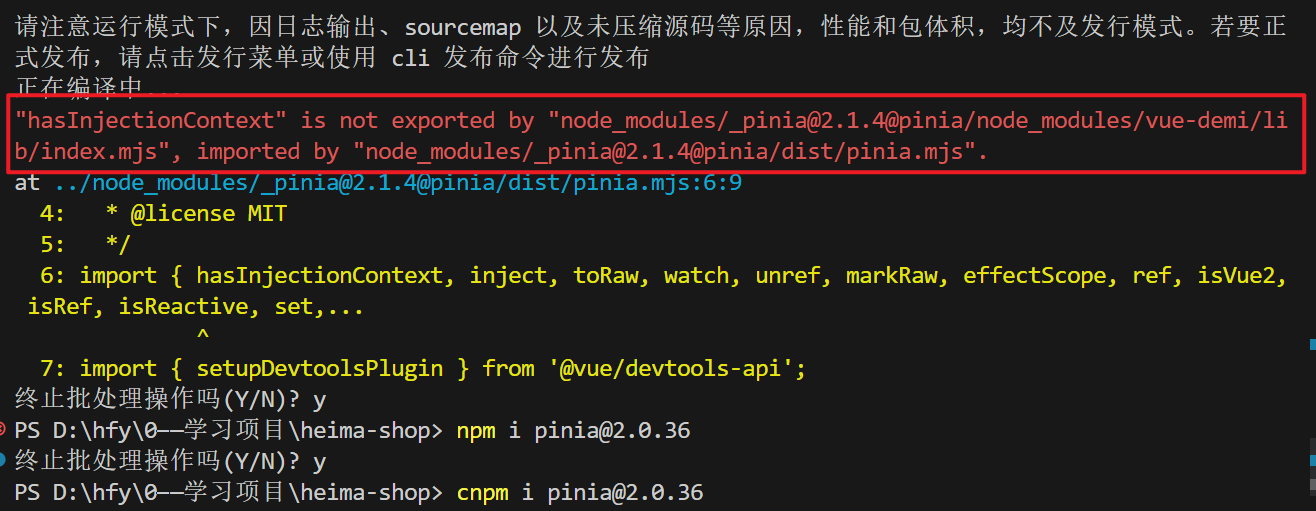 请注意运行模式下，因日志输出、sourcemap 以及未压缩源码等原因，性能和包体积，均不及发行模式。若要正
式发布，请点击发行菜单或使用 cli 发布命令进行发布
正在编译中...
"hasInjectionContext" is not exported by "node_modules/_pinia@2.1.4@pinia/node_modules/vue-demi/li
b/index.mjs", imported by "node_modules/_pinia@2.1.4@pinia/dist/pinia.mjs".
at ../node_modules/_pinia@2.1.4@pinia/dist/pinia.mjs:6:9
4:   * @license MIT
5:   */
6: import { hasInjectionContext, inject, toRaw, watch, unref, markRaw, effectScope, ref, isVue2,
isRef, isReactive, set,...
^
7: import { setupDevtoolsPlugin } from '@vue/devtools-api';
终止批处理操作吗(Y/N)? y
PS D:\hfy\0——学习项目\heima-shop> npm i pinia@2.0.36
终止批处理操作吗(Y/N)? y
PS D:\hfy\0——学习项目\heima-shop> cnpm i pinia@2.0.36